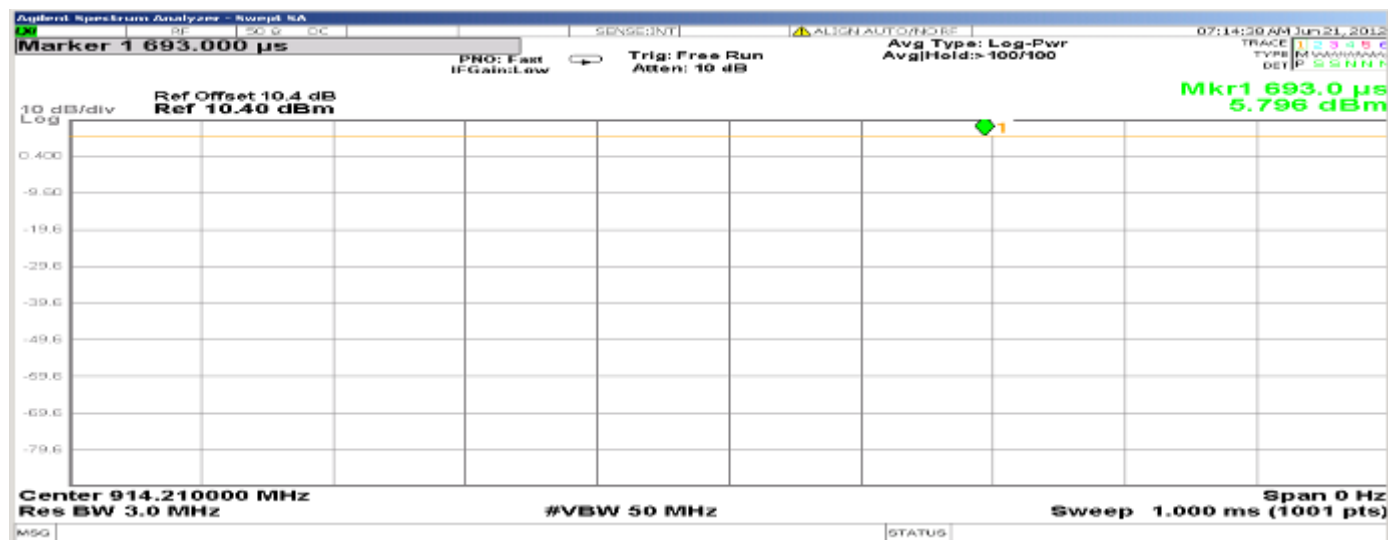 Agilent Spectrum Analyzer - Swept SA
LXI RF 50 Ω DC SENSE:INT ALIGN AUTO/NO RF 07:14:28 AM Jun 21, 2012
Marker 1 693.000 µs
PNO: Fast
IFGain:Low
Trig: Free Run
Atten: 10 dB
Avg Type: Log-Pwr
Avg|Hold:>100/100
TRACE 1 2 3 4 5 6
TYPE M
DET P S S N N N
Mkr1 693.0 µs
5.796 dBm
Ref Offset 10.4 dB
10 dB/div Ref 10.40 dBm
Log
1
0.400
-9.60
-19.6
-29.6
-39.6
-49.6
-59.6
-69.6
-79.6
Center 914.210000 MHz Span 0 Hz
Res BW 3.0 MHz #VBW 50 MHz Sweep 1.000 ms (1001 pts)
MSG STATUS